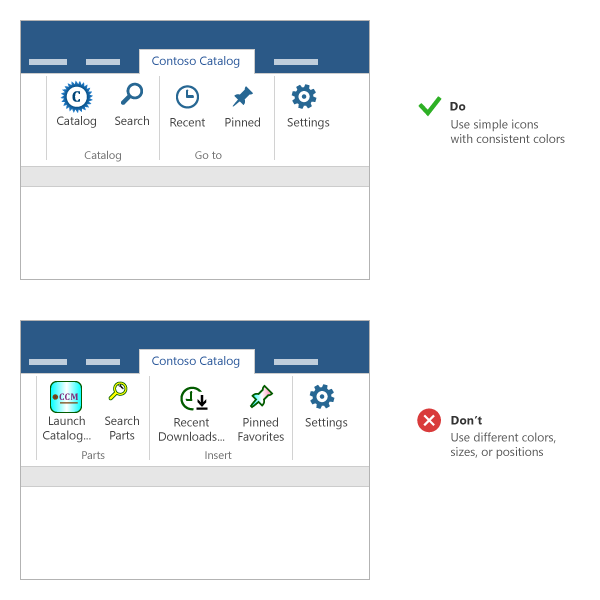 Contoso Catalog
C
Catalog
Search
Recent
Pinned
Settings
Catalog
Go to
Do
Use simple icons
with consistent colors
Contoso Catalog
CCM
Launch
Catalog...
Search
Parts
Recent
Downloads...
Pinned
Favorites
Settings
Parts
Insert
Don't
Use different colors,
sizes, or positions